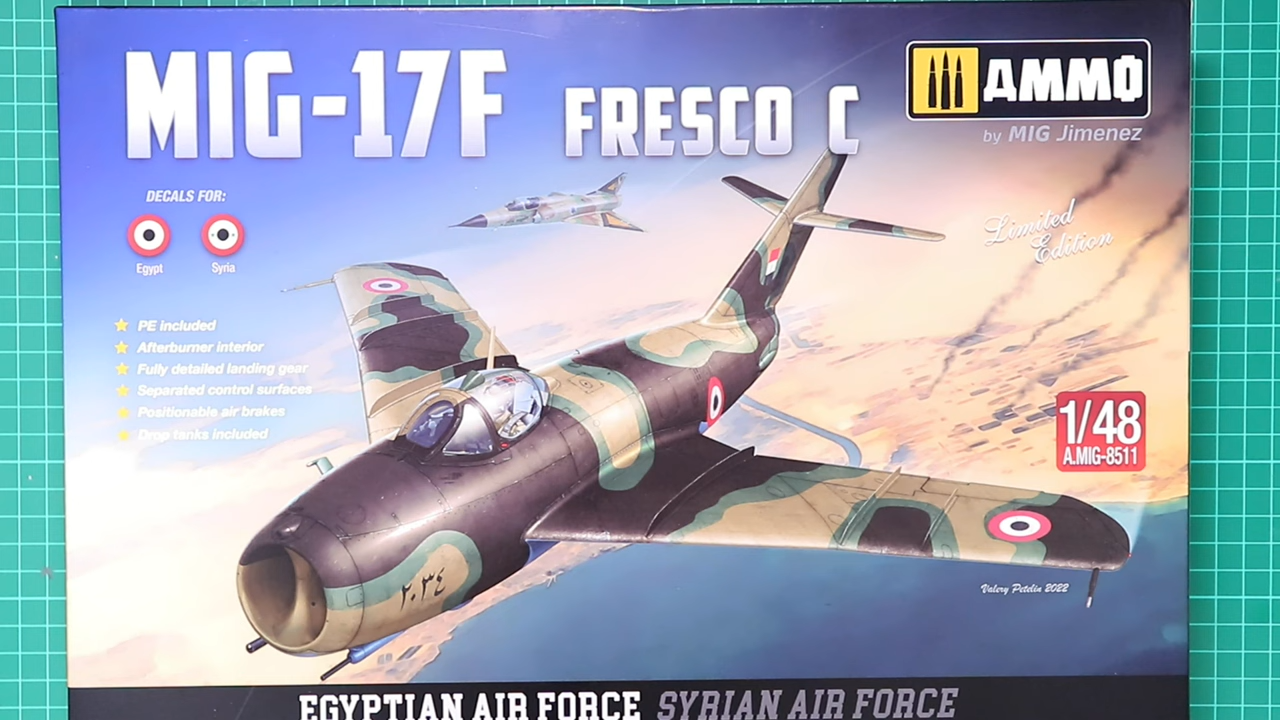 MIG-17F FRESCO C
AMMO
by MIG Jimenez
DECALS FOR:
Egypt Syria
Limited
Edition
PE included
Afterburner interior
Fully detailed landing gear
Separated control surfaces
Positionable air brakes
Drop tanks included
1/48
A.MIG-8511
٢٠٣٤
Valery Petelin 2022
EGYPTIAN AIR FORCE SYRIAN AIR FORCE